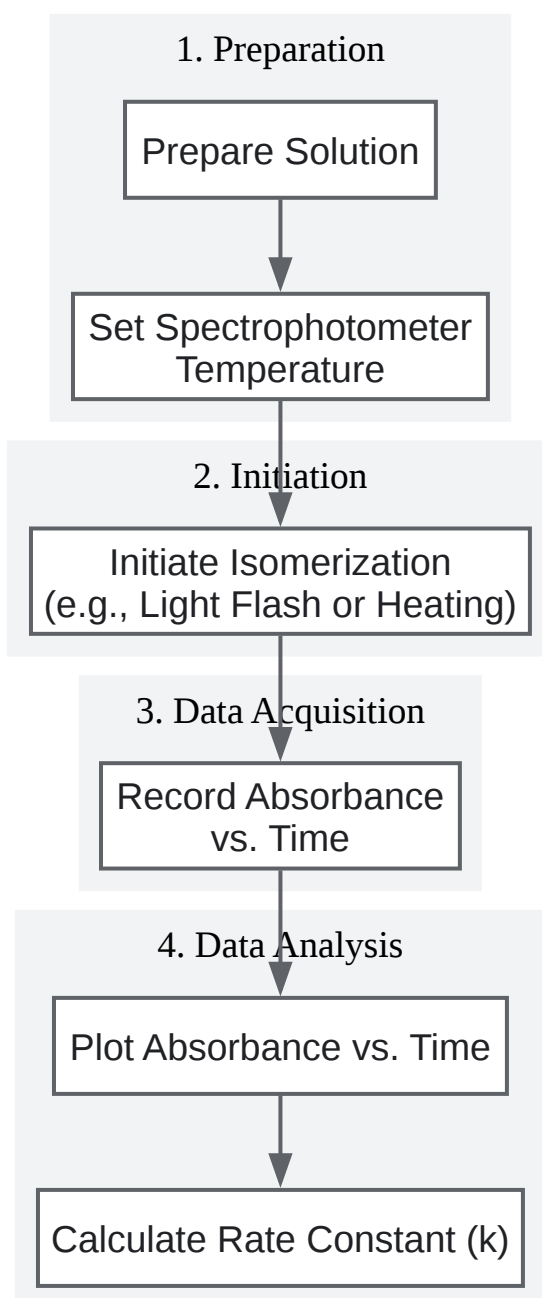 1. Preparation
Prepare Solution
Set Spectrophotometer
Temperature
2. Initiation
Initiate Isomerization
(e.g., Light Flash or Heating)
3. Data Acquisition
Record Absorbance
vs. Time
4. Data Analysis
Plot Absorbance vs. Time
Calculate Rate Constant (k)